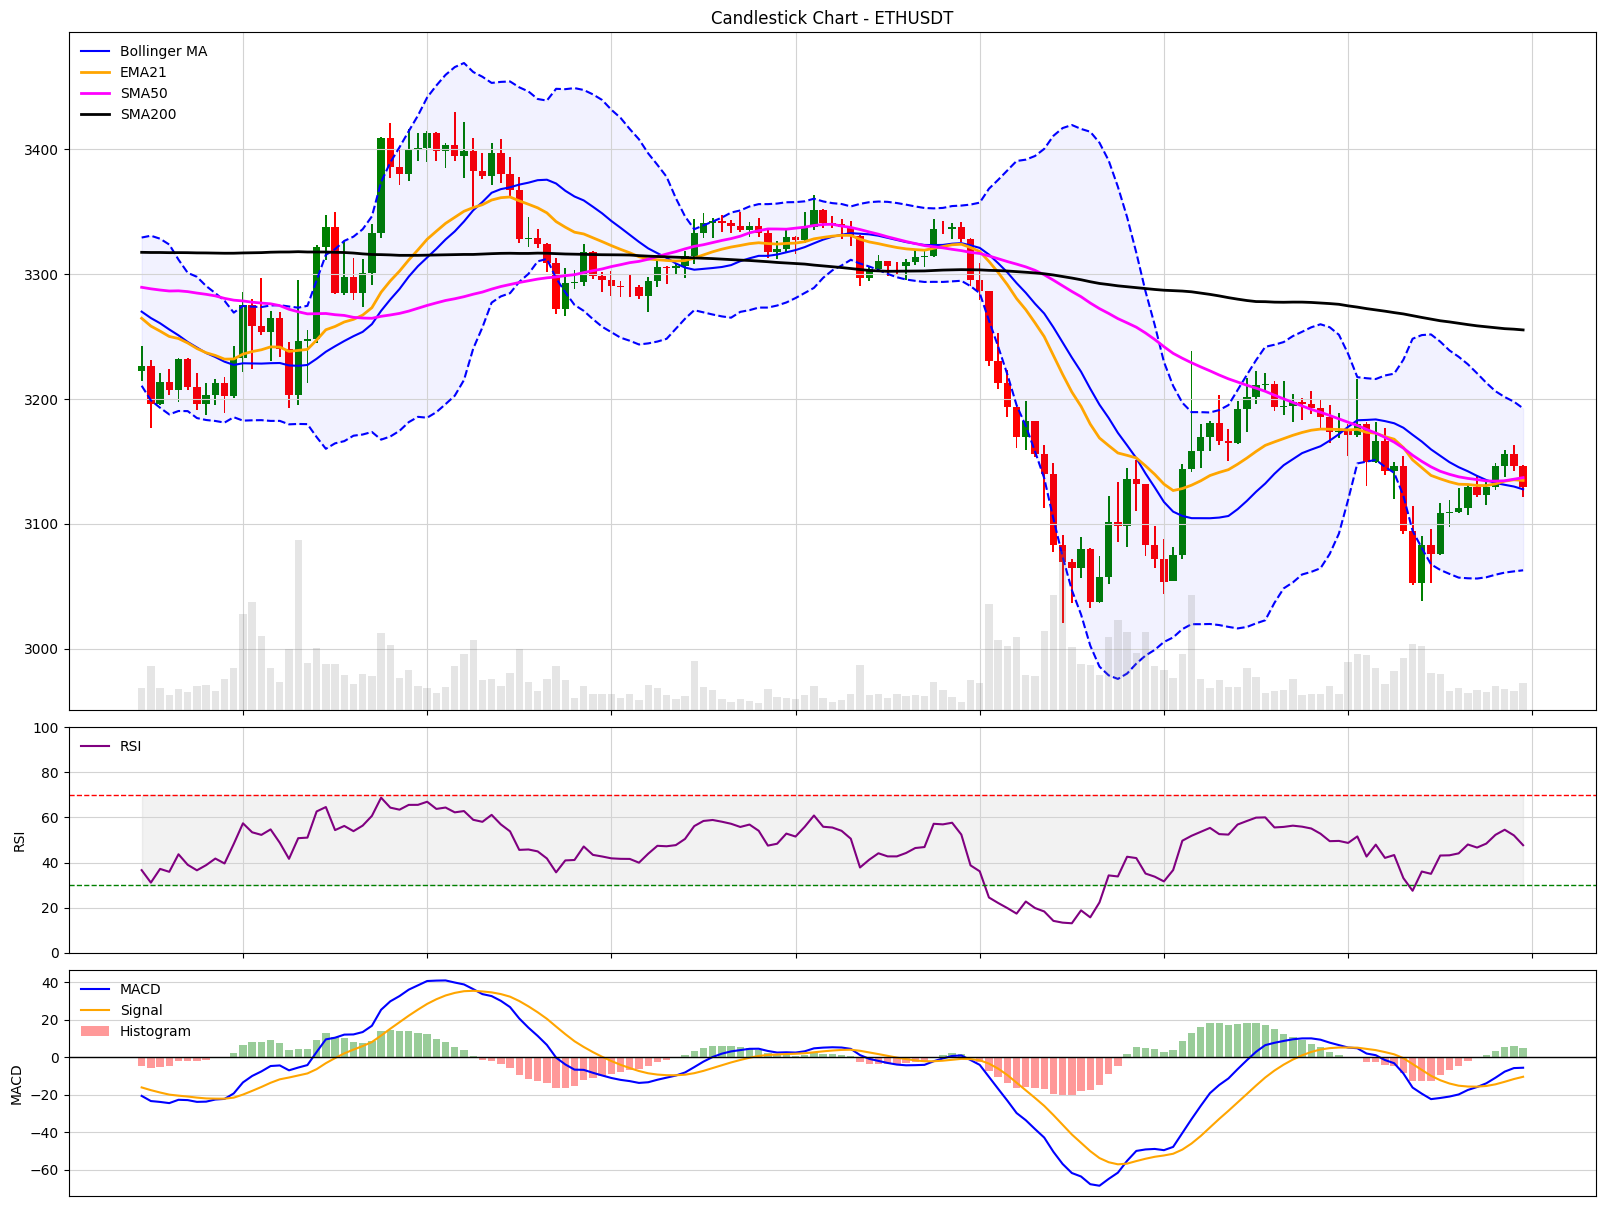 Candlestick Chart - ETHUSDT
Bollinger MA
EMA21
SMA50
SMA200
3400
3300
3200
3100
3000
RSI
100
80
60
40
20
0
RSI
MACD
Signal
Histogram
40
20
0
−20
−40
−60
MACD